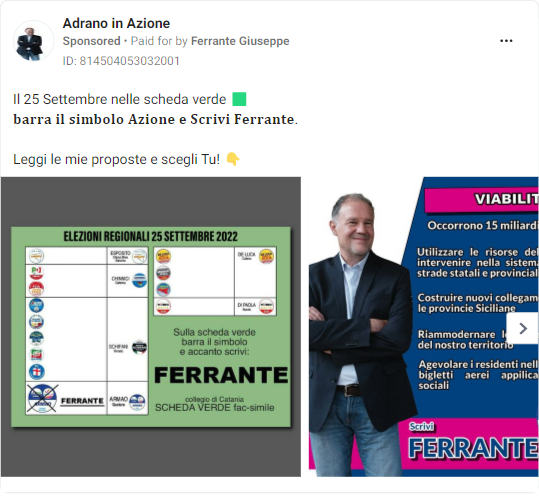 Adrano in Azione
Sponsored • Paid for by Ferrante Giuseppe
ID: 814504053032001
Il 25 Settembre nelle scheda verde
barra il simbolo Azione e Scrivi Ferrante.
Leggi le mie proposte e scegli Tu!
ELEZIONI REGIONALI 25 SETTEMBRE 2022
ESPOSITO
DE LUCA
CHINNICI
DI PAOLA
SCHIFANI
Sulla scheda verde
barra il simbolo
e accanto scrivi:
FERRANTE
FERRANTE
ARMAO
collegio di Catania
SCHEDA VERDE fac-simile
VIABILIT
Occorrono 15 miliardi
Utilizzare le risorse de
intervenire nella sistem
strade statali e provincial
Costruire nuovi collegam
le provincie Siciliane
Riammodernare l
del nostro territorio
Agevolare i residenti nell
bigletti aerei applica
sociali
Scrivi
FERRANTE